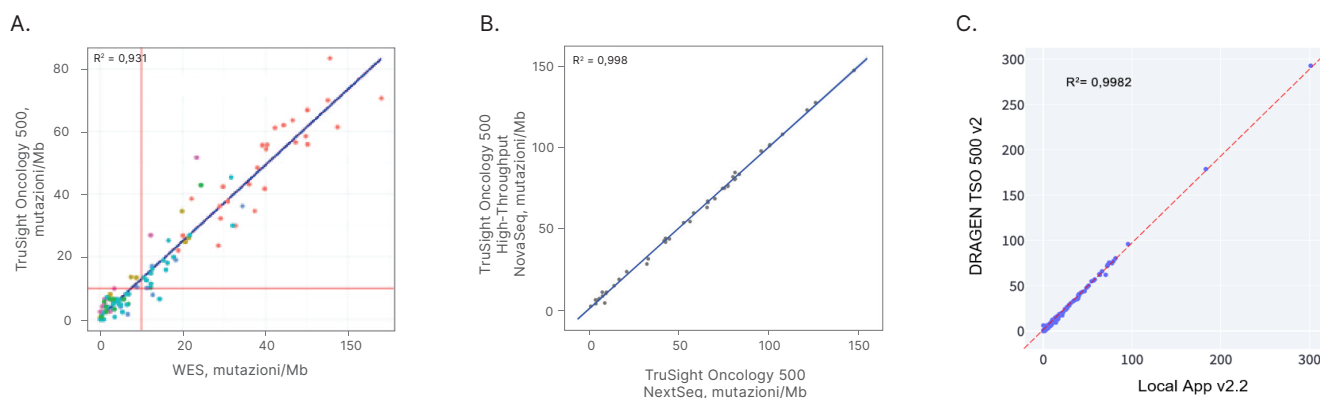 A.
R² = 0,931
TruSight Oncology 500,
mutazioni/Mb
80
60
40
20
0
0
20
40
150
WES, mutazioni/Mb
B.
R² = 0,998
TruSight Oncology 500
High-Throughput
NovaSeq, mutazioni/Mb
150
100
50
0
0
50
100
150
TruSight Oncology 500
NextSeq, mutazioni/Mb
C.
R²= 0,9982
DRAGEN TSO 500 v2
300
250
200
150
100
50
0
0
100
200
300
Local App v2.2